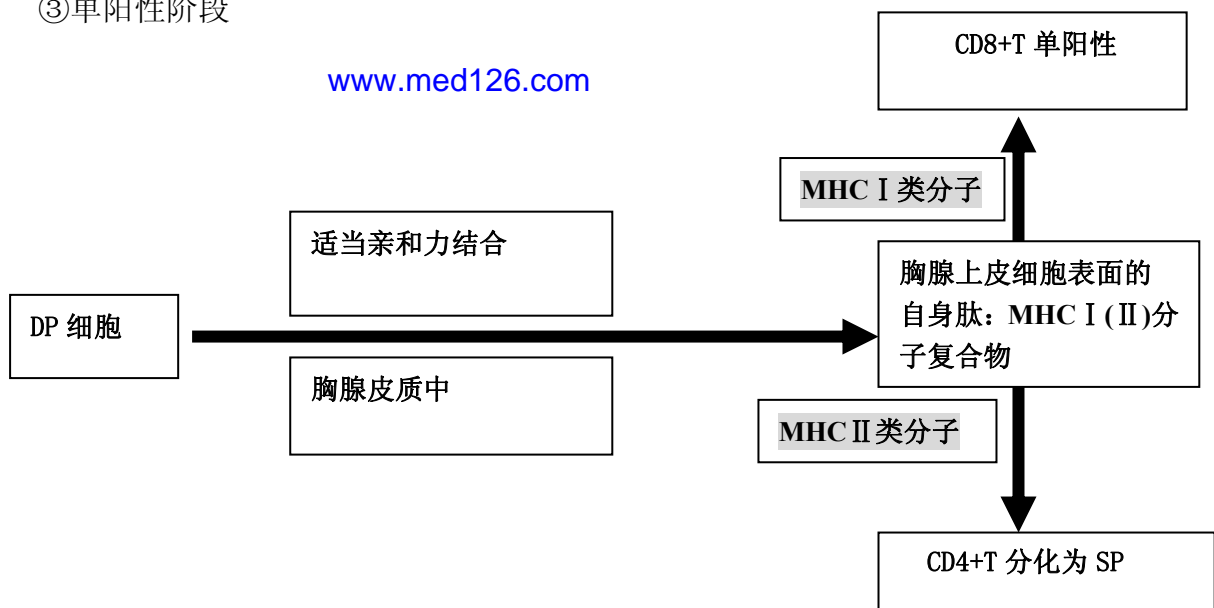 ③单阳性阶段
CD8+T 单阳性
www.med126.com
MHCⅠ类分子
适当亲和力结合
胸腺上皮细胞表面的
自身肽：MHCⅠ(Ⅱ)分
子复合物
DP 细胞
胸腺皮质中
MHCⅡ类分子
CD4+T 分化为 SP